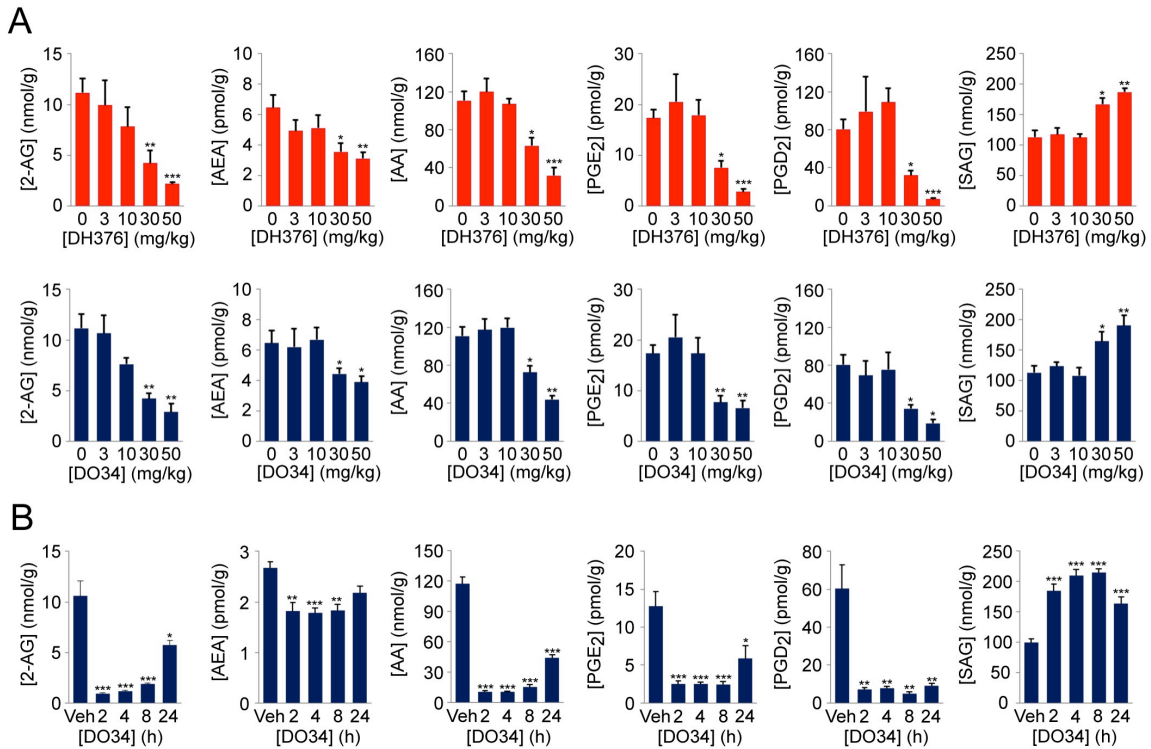 A
[2-AG] (nmol/g)
15
10
5
0
** ***
0 3 10 30 50
[DH376] (mg/kg)
[AEA] (pmol/g)
10
8
6
4
2
0
* **
0 3 10 30 50
[DH376] (mg/kg)
[AA] (nmol/g)
160
120
80
40
0
* ***
0 3 10 30 50
[DH376] (mg/kg)
[PGE2] (pmol/g)
30
20
10
0
* ***
0 3 10 30 50
[DH376] (mg/kg)
[PGD2] (pmol/g)
160
120
80
40
0
* ***
0 3 10 30 50
[DH376] (mg/kg)
[SAG] (nmol/g)
250
200
150
100
50
0
* **
0 3 10 30 50
[DH376] (mg/kg)
[2-AG] (nmol/g)
15
10
5
0
** **
0 3 10 30 50
[DO34] (mg/kg)
[AEA] (pmol/g)
10
8
6
4
2
0
* *
0 3 10 30 50
[DO34] (mg/kg)
[AA] (nmol/g)
160
120
80
40
0
* **
0 3 10 30 50
[DO34] (mg/kg)
[PGE2] (pmol/g)
30
20
10
0
** **
0 3 10 30 50
[DO34] (mg/kg)
[PGD2] (pmol/g)
160
120
80
40
0
* *
0 3 10 30 50
[DO34] (mg/kg)
[SAG] (nmol/g)
250
200
150
100
50
0
* **
0 3 10 30 50
[DO34] (mg/kg)
B
[2-AG] (nmol/g)
15
10
5
0
*** *** *** *
Veh 2 4 8 24
[DO34] (h)
[AEA] (pmol/g)
3
2
1
0
** *** **
Veh 2 4 8 24
[DO34] (h)
[AA] (nmol/g)
150
120
90
60
30
0
*** *** *** ***
Veh 2 4 8 24
[DO34] (h)
[PGE2] (pmol/g)
20
15
10
5
0
*** *** *** *
Veh 2 4 8 24
[DO34] (h)
[PGD2] (pmol/g)
80
60
40
20
0
** ** ** **
Veh 2 4 8 24
[DO34] (h)
[SAG] (nmol/g)
250
200
150
100
50
0
*** *** *** ***
Veh 2 4 8 24
[DO34] (h)